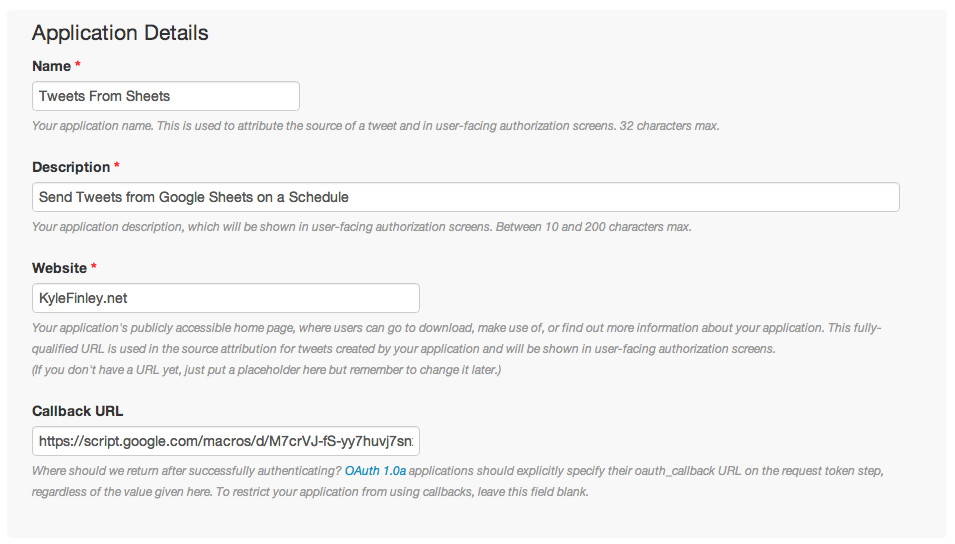 Application Details
Name *
Tweets From Sheets
Your application name. This is used to attribute the source of a tweet and in user-facing authorization screens. 32 characters max.
Description *
Send Tweets from Google Sheets on a Schedule
Your application description, which will be shown in user-facing authorization screens. Between 10 and 200 characters max.
Website *
KyleFinley.net
Your application's publicly accessible home page, where users can go to download, make use of, or find out more information about your application. This fully-
qualified URL is used in the source attribution for tweets created by your application and will be shown in user-facing authorization screens.
(If you don't have a URL yet, just put a placeholder here but remember to change it later.)
Callback URL
https://script.google.com/macros/d/M7crVJ-fS-yy7huvj7sn
Where should we return after successfully authenticating? OAuth 1.0a applications should explicitly specify their oauth_callback URL on the request token step,
regardless of the value given here. To restrict your application from using callbacks, leave this field blank.